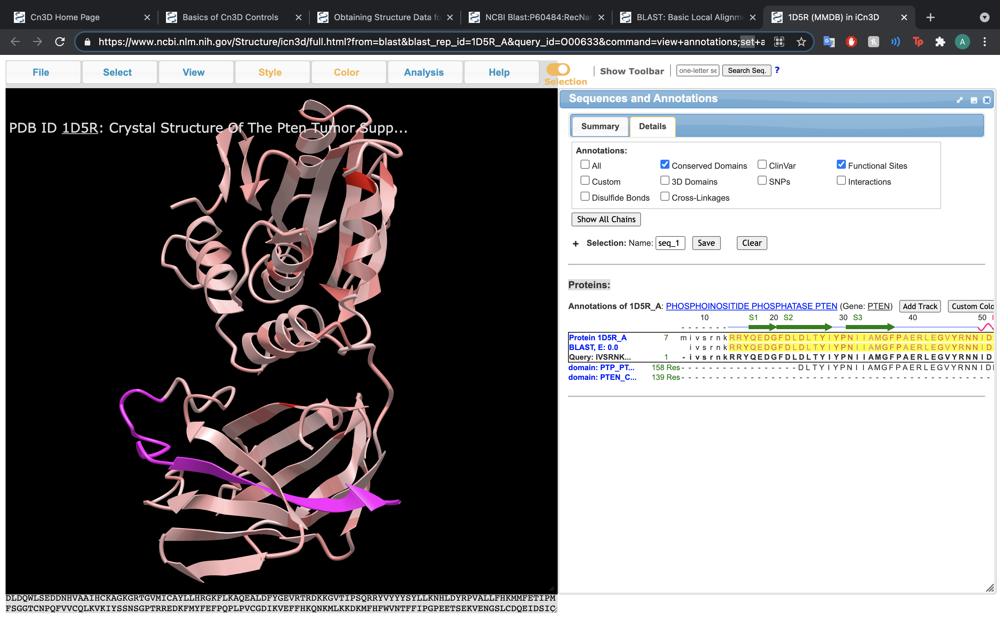 Cn3D Home Page
Basics of Cn3D Controls
Obtaining Structure Data fo
NCBI Blast:P60484:RecNar
BLAST: Basic Local Alignme
1D5R (MMDB) in iCn3D
https://www.ncbi.nlm.nih.gov/Structure/icn3d/full.html?from=blast&blast_rep_id=1D5R_A&query_id=O00633&command=view+annotations;set+a
A
File Select View Style Color Analysis Help
Selection
Show Toolbar
one-letter se Search Seq. ?
PDB ID 1D5R: Crystal Structure Of The Pten Tumor Supp...
Sequences and Annotations
Summary Details
Annotations:
All Conserved Domains ClinVar Functional Sites
Custom 3D Domains SNPs Interactions
Disulfide Bonds Cross-Linkages
Show All Chains
+ Selection: Name: seq_1 Save Clear
Proteins:
Annotations of 1D5R_A: PHOSPHOINOSITIDE PHOSPHATASE PTEN (Gene: PTEN) Add Track Custom Colo
10 S1 20 S2 30 S3 40 50
Protein 1D5R_A 7 mivsrnkRRYQEDGFDLDLTYIYPNIIAMGFPAERLEGVYRNNID
BLAST, E: 0.0 ivsrnkRRYQEDGFDLDLTYIYPNIIAMGFPAERLEGVYRNNID
Query: IVSRNK... 1 -ivsrnkRRYQEDGFDLDLTYIYPNIIAMGFPAERLEGVYRNNID
domain: PTP_PT... 158 Res - - - - - - - - - - - - - - - - - DLTYIYPNIIAMGFPAERLEGVYRNNID
domain: PTEN_C... 139 Res - - - - - - - - - - - - - - - - - - - - - - - - - - - - - - - - - - - - - - - - - - - - -
DLDQWLSEDDNHVAAIHCKAGKGRTGVMICAYLLHRGKFLKAQEALDFYGEVRTRDKKGVTIPSQRRYVYYYSYLLKNHLDYRPVALLFHKMMFETIPM
FSGGTCNPQFVVCQLKVKIYSSNSGPTRREDKFMYFEFPQPLPVCGDIKVEFFHKQNKMLKKDKMFHFWVNTFFIPGPEETSEKVENGSLCDQEIDSIC